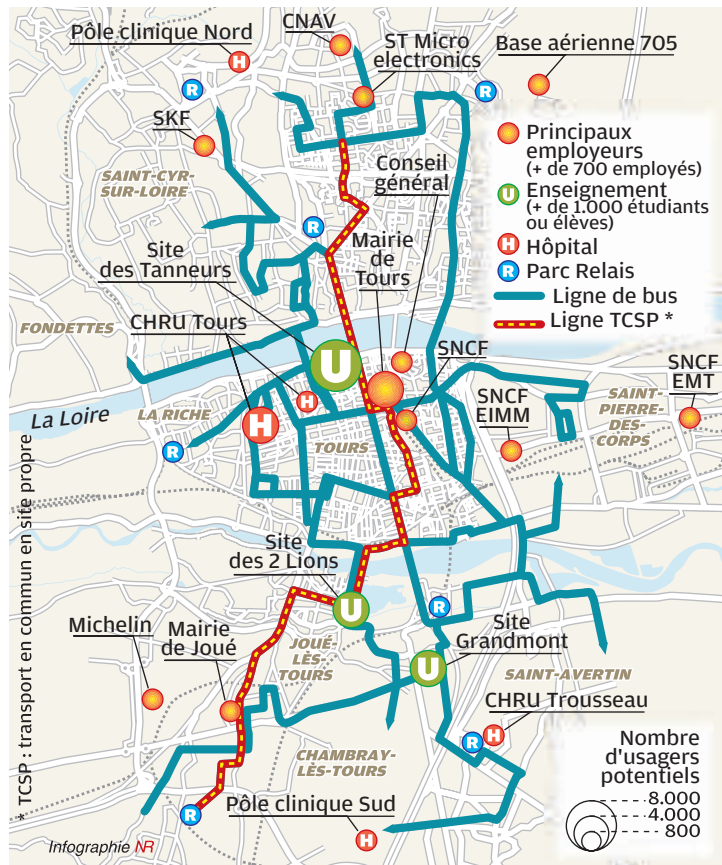 CNAV
Pôle clinique Nord
ST Micro
electronics
Base aérienne 705
H
R
R
SKF
Principaux
employeurs
(+ de 700 employés)
U
Enseignement
(+ de 1.000 étudiants
ou élèves)
H
Hôpital
R
Parc Relais
Ligne de bus
Ligne TCSP *
Conseil
général
SAINT-CYR-
SUR-LOIRE
R
Site
des Tanneurs
Mairie
de
Tours
FONDETTES
CHRU Tours
U
SNCF
SNCF
EMT
SNCF
EIMM
SAINT-
PIERRE-
DES-
CORPS
La Loire
LA RICHE
H
H
R
TOURS
Site
des 2 Lions
U
R
Site
Grandmont
U
Michelin
Mairie
de Joué
JOUÉ-
LÈS-
TOURS
SAINT-AVERTIN
CHRU Trousseau
R
H
CHAMBRAY-
LÈS-TOURS
R
Pôle clinique Sud
H
Nombre
d'usagers
potentiels
8.000
4.000
800
* TCSP : transport en commun en site propre
Infographie NR